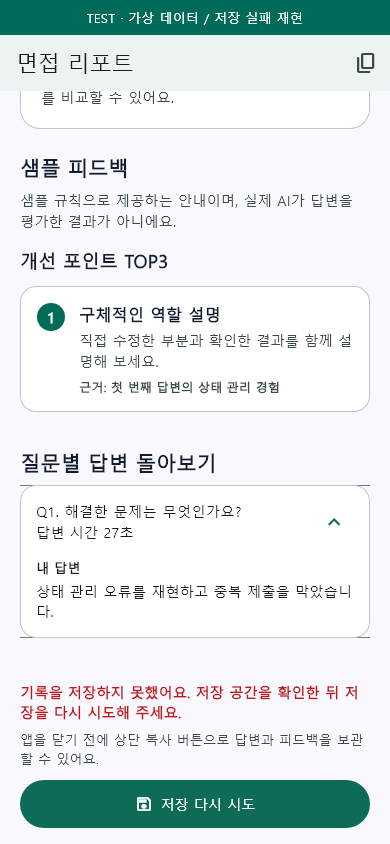 TEST · 가상 데이터 / 저장 실패 재현
면접 리포트
를 비교할 수 있어요.
샘플 피드백
샘플 규칙으로 제공하는 안내이며, 실제 AI가 답변을
평가한 결과가 아니에요.
개선 포인트 TOP3
1
구체적인 역할 설명
직접 수정한 부분과 확인한 결과를 함께 설
명해 보세요.
근거: 첫 번째 답변의 상태 관리 경험
질문별 답변 돌아보기
Q1. 해결한 문제는 무엇인가요?
답변 시간 27초
내 답변
상태 관리 오류를 재현하고 중복 제출을 막았습니
다.
기록을 저장하지 못했어요. 저장 공간을 확인한 뒤 저
장을 다시 시도해 주세요.
앱을 닫기 전에 상단 복사 버튼으로 답변과 피드백을 보관
할 수 있어요.
저장 다시 시도